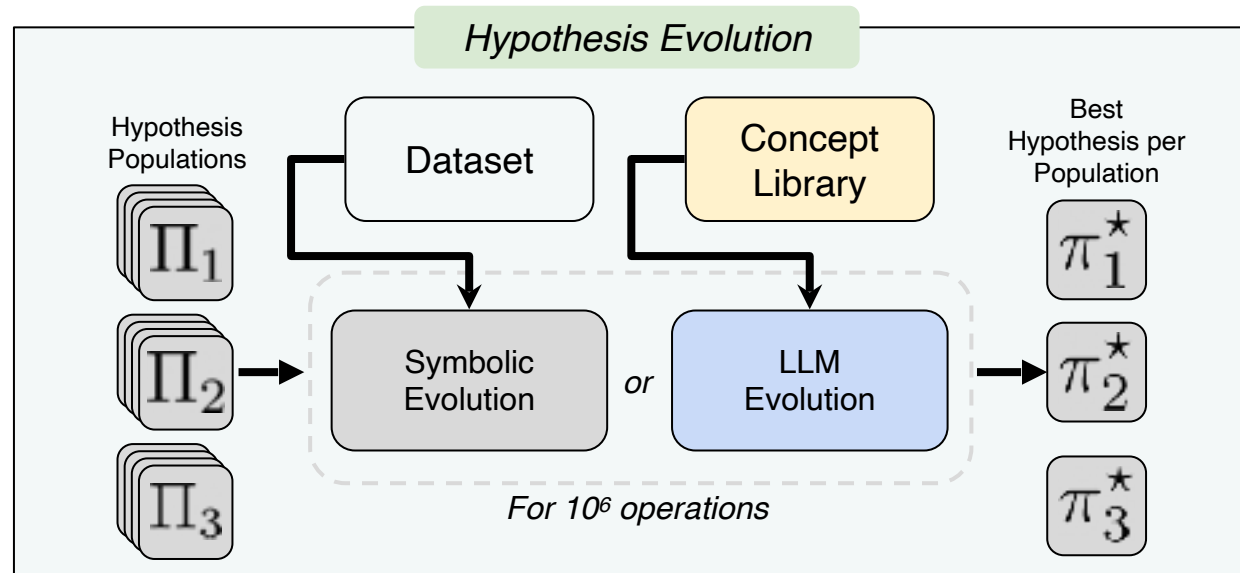 Hypothesis Evolution
Hypothesis
Populations
Π₁
Π₂
Π₃
Dataset
Concept
Library
Symbolic
Evolution
or
LLM
Evolution
For 10⁶ operations
Best
Hypothesis per
Population
π₁*
π₂*
π₃*